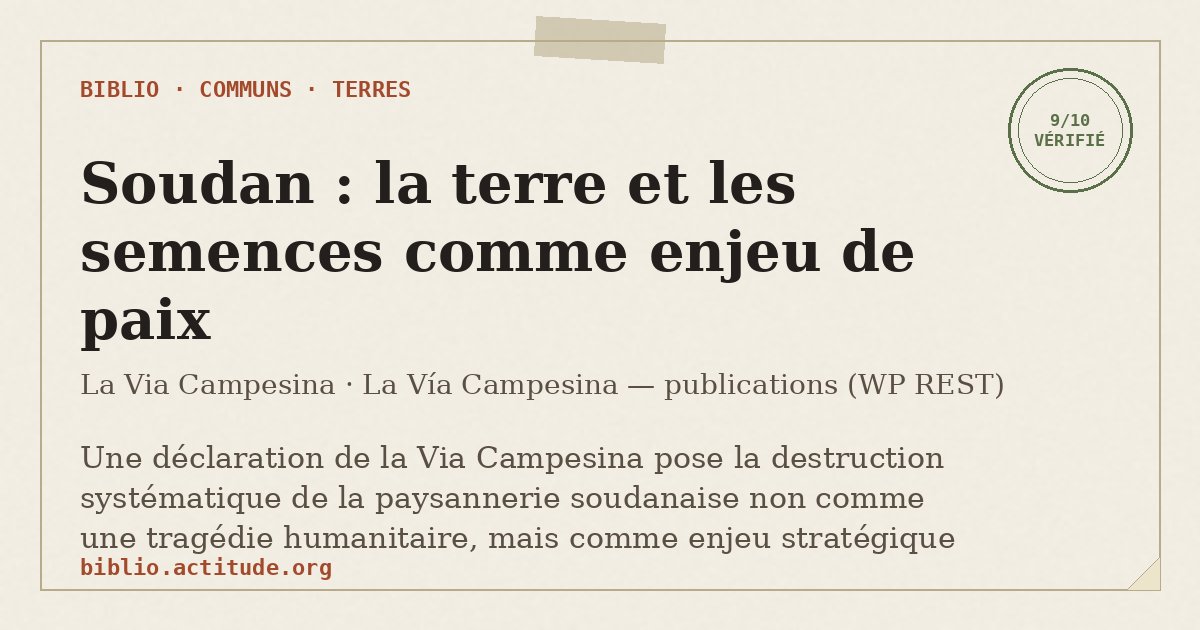 BIBLIO · COMMUNS · TERRES
9/10
VÉRIFIÉ
Soudan : la terre et les
semences comme enjeu de
paix
La Via Campesina · La Vía Campesina — publications (WP REST)
Une déclaration de la Via Campesina pose la destruction
systématique de la paysannerie soudanaise non comme
une tragédie humanitaire, mais comme enjeu stratégique
biblio.actitude.org